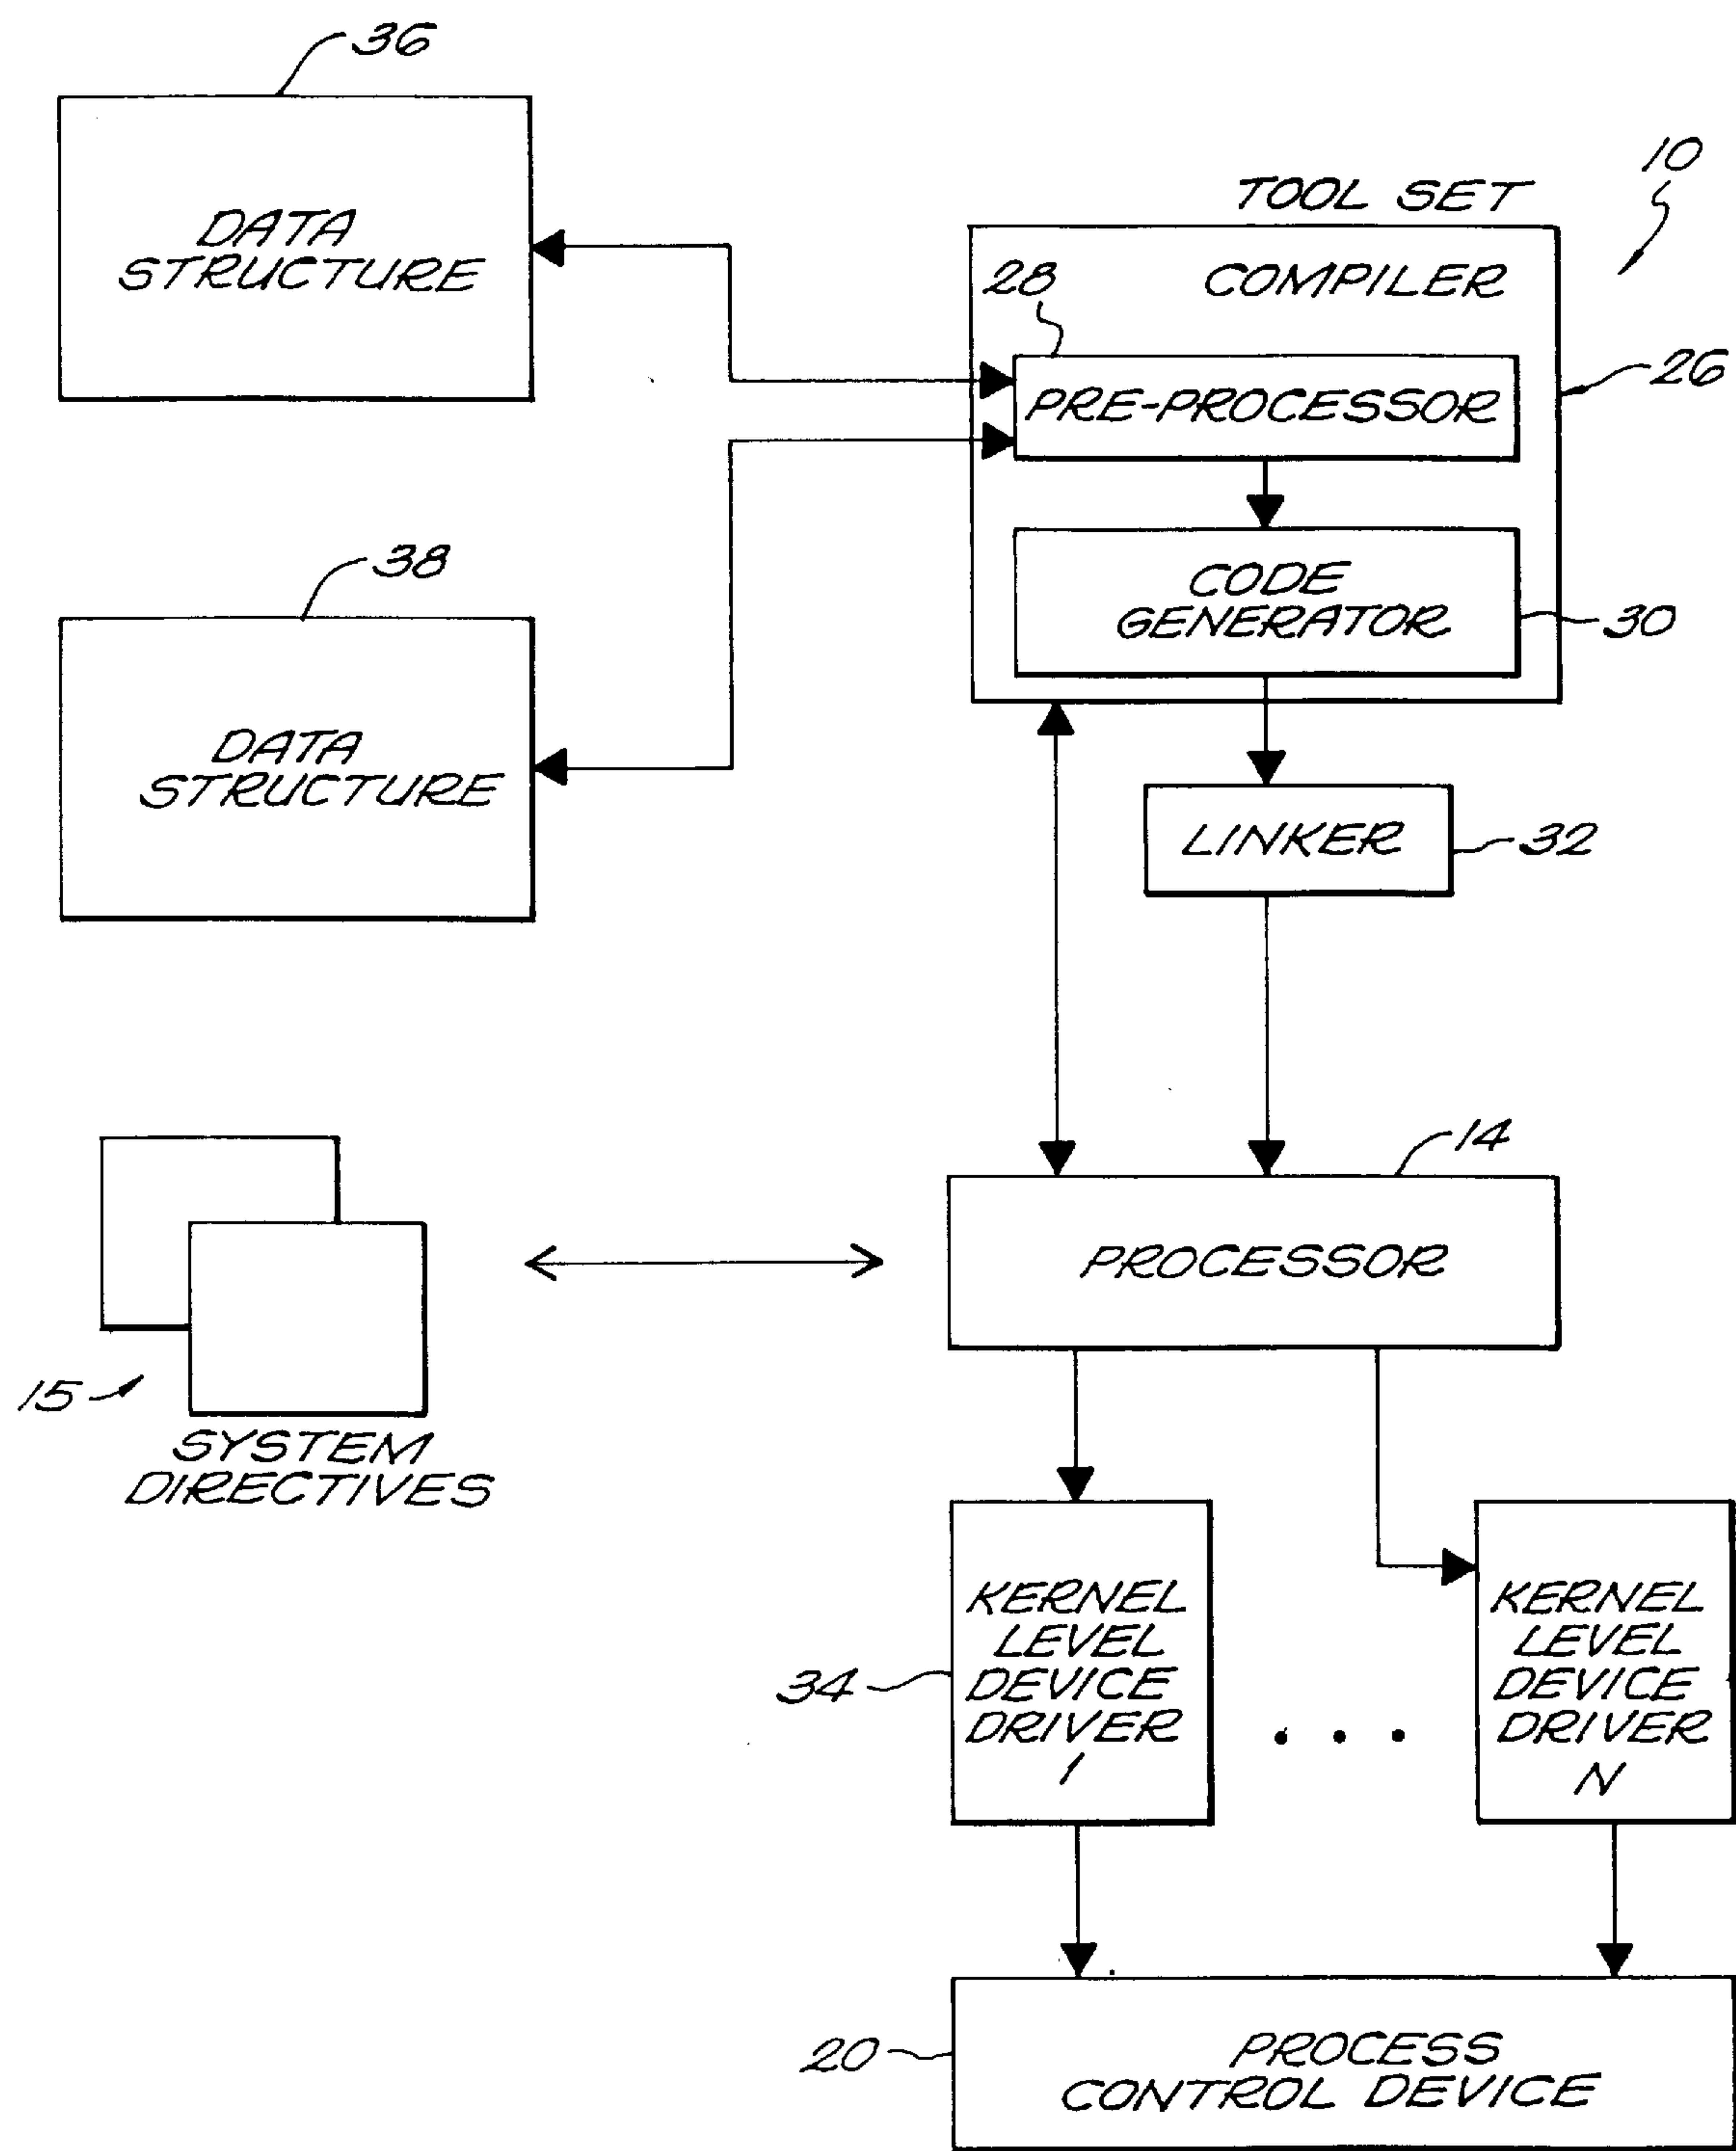 36
DATA
STRUCTURE
10
TOOL SET
28
COMPILER
PRE-PROCESSOR
26
CODE
GENERATOR
30
38
DATA
STRUCTURE
LINKER
32
14
PROCESSOR
15
SYSTEM
DIRECTIVES
KERNEL
LEVEL
DEVICE
DRIVER
1
34
. . .
KERNEL
LEVEL
DEVICE
DRIVER
N
20
PROCESS
CONTROL DEVICE